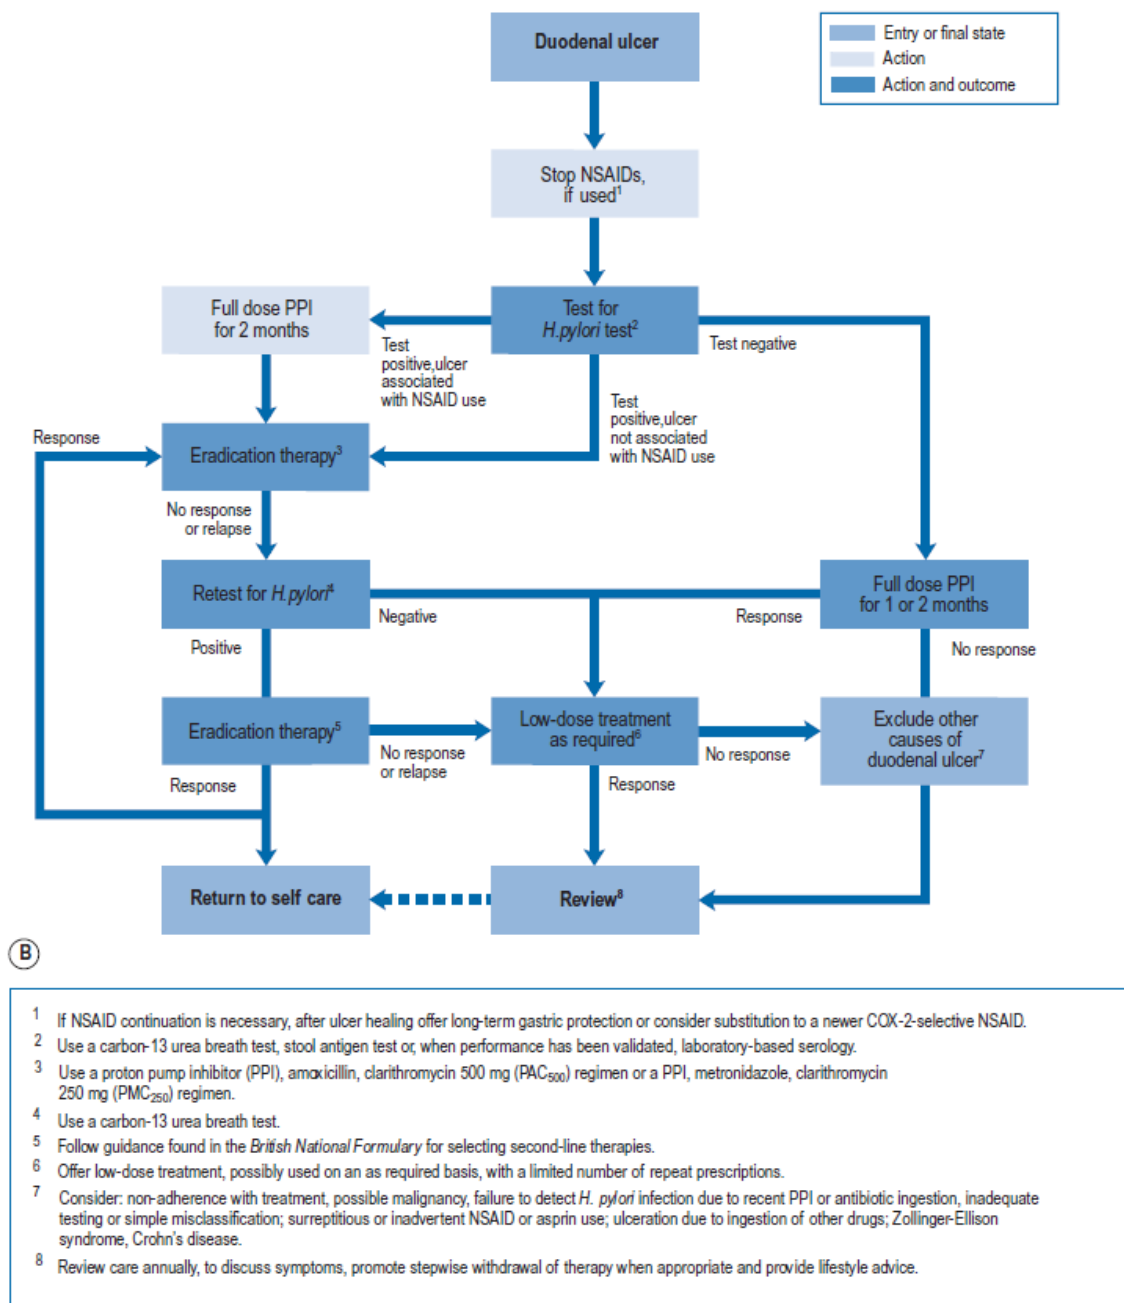 Duodenal ulcer
Entry or final state
Action
Action and outcome
Stop NSAIDs,
if used1
Full dose PPI
for 2 months
Test for
H.pylori test2
Test negative
Test
positive,ulcer
associated
with NSAID use
Test
positive,ulcer
not associated
with NSAID use
Response
Eradication therapy3
No response
or relapse
Retest for H.pylori4
Negative
Response
Full dose PPI
for 1 or 2 months
Positive
No response
Eradication therapy5
No response
or relapse
Low-dose treatment
as required6
No response
Exclude other
causes of
duodenal ulcer7
Response
Response
Return to self care
Review8
B
1 If NSAID continuation is necessary, after ulcer healing offer long-term gastric protection or consider substitution to a newer COX-2-selective NSAID.
2 Use a carbon-13 urea breath test, stool antigen test or, when performance has been validated, laboratory-based serology.
3 Use a proton pump inhibitor (PPI), amoxicillin, clarithromycin 500 mg (PAC500) regimen or a PPI, metronidazole, clarithromycin
250 mg (PMC250) regimen.
4 Use a carbon-13 urea breath test.
5 Follow guidance found in the British National Formulary for selecting second-line therapies.
6 Offer low-dose treatment, possibly used on an as required basis, with a limited number of repeat prescriptions.
7 Consider: non-adherence with treatment, possible malignancy, failure to detect H. pylori infection due to recent PPI or antibiotic ingestion, inadequate
testing or simple misclassification; surreptitious or inadvertent NSAID or asprin use; ulceration due to ingestion of other drugs; Zollinger-Ellison
syndrome, Crohn's disease.
8 Review care annually, to discuss symptoms, promote stepwise withdrawal of therapy when appropriate and provide lifestyle advice.